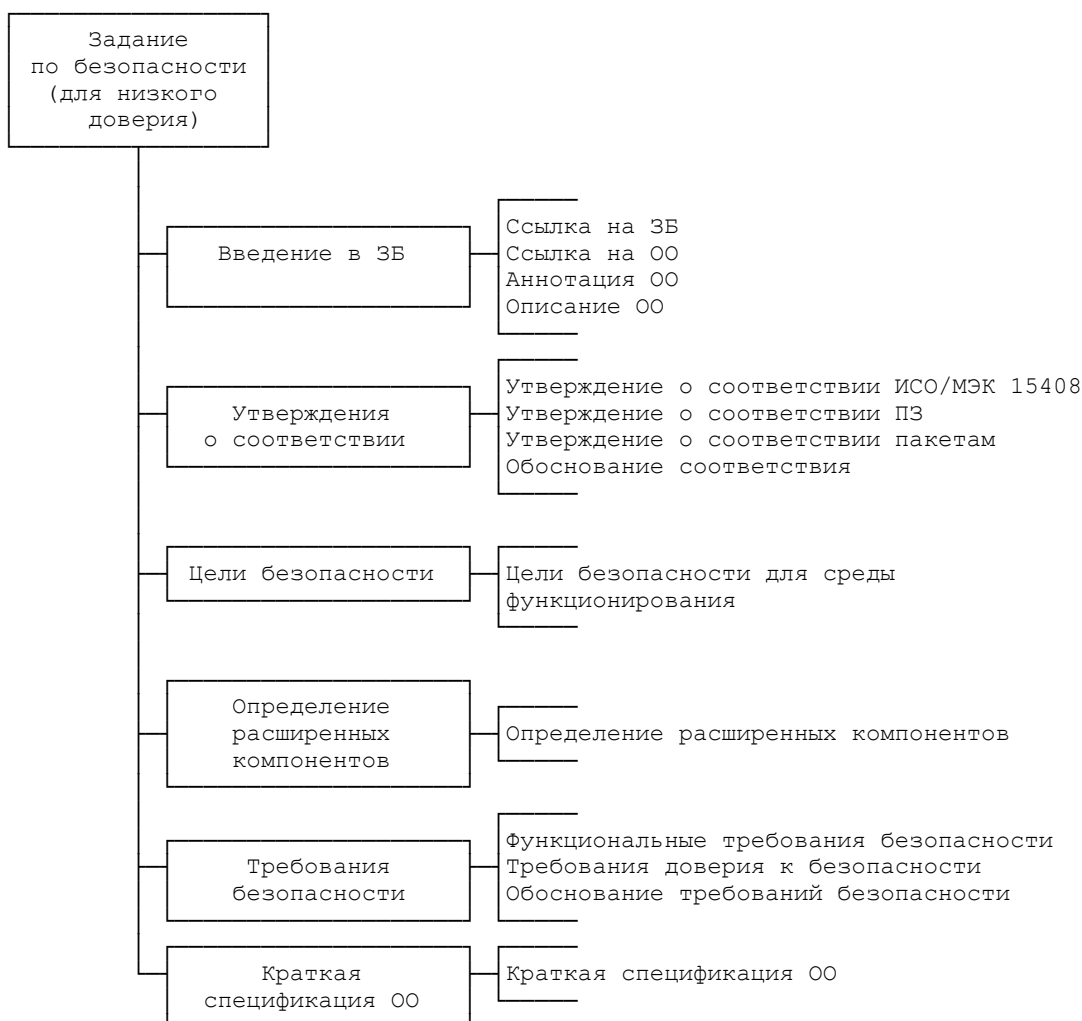 Задание
по безопасности
(для низкого
доверия)
Введение в ЗБ
Ссылка на ЗБ
Ссылка на ОО
Аннотация ОО
Описание ОО
Утверждения
о соответствии
Утверждение о соответствии ИСО/МЭК 15408
Утверждение о соответствии ПЗ
Утверждение о соответствии пакетам
Обоснование соответствия
Цели безопасности
Цели безопасности для среды
функционирования
Определение
расширенных
компонентов
Определение расширенных компонентов
Требования
безопасности
Функциональные требования безопасности
Требования доверия к безопасности
Обоснование требований безопасности
Краткая
спецификация ОО
Краткая спецификация ОО